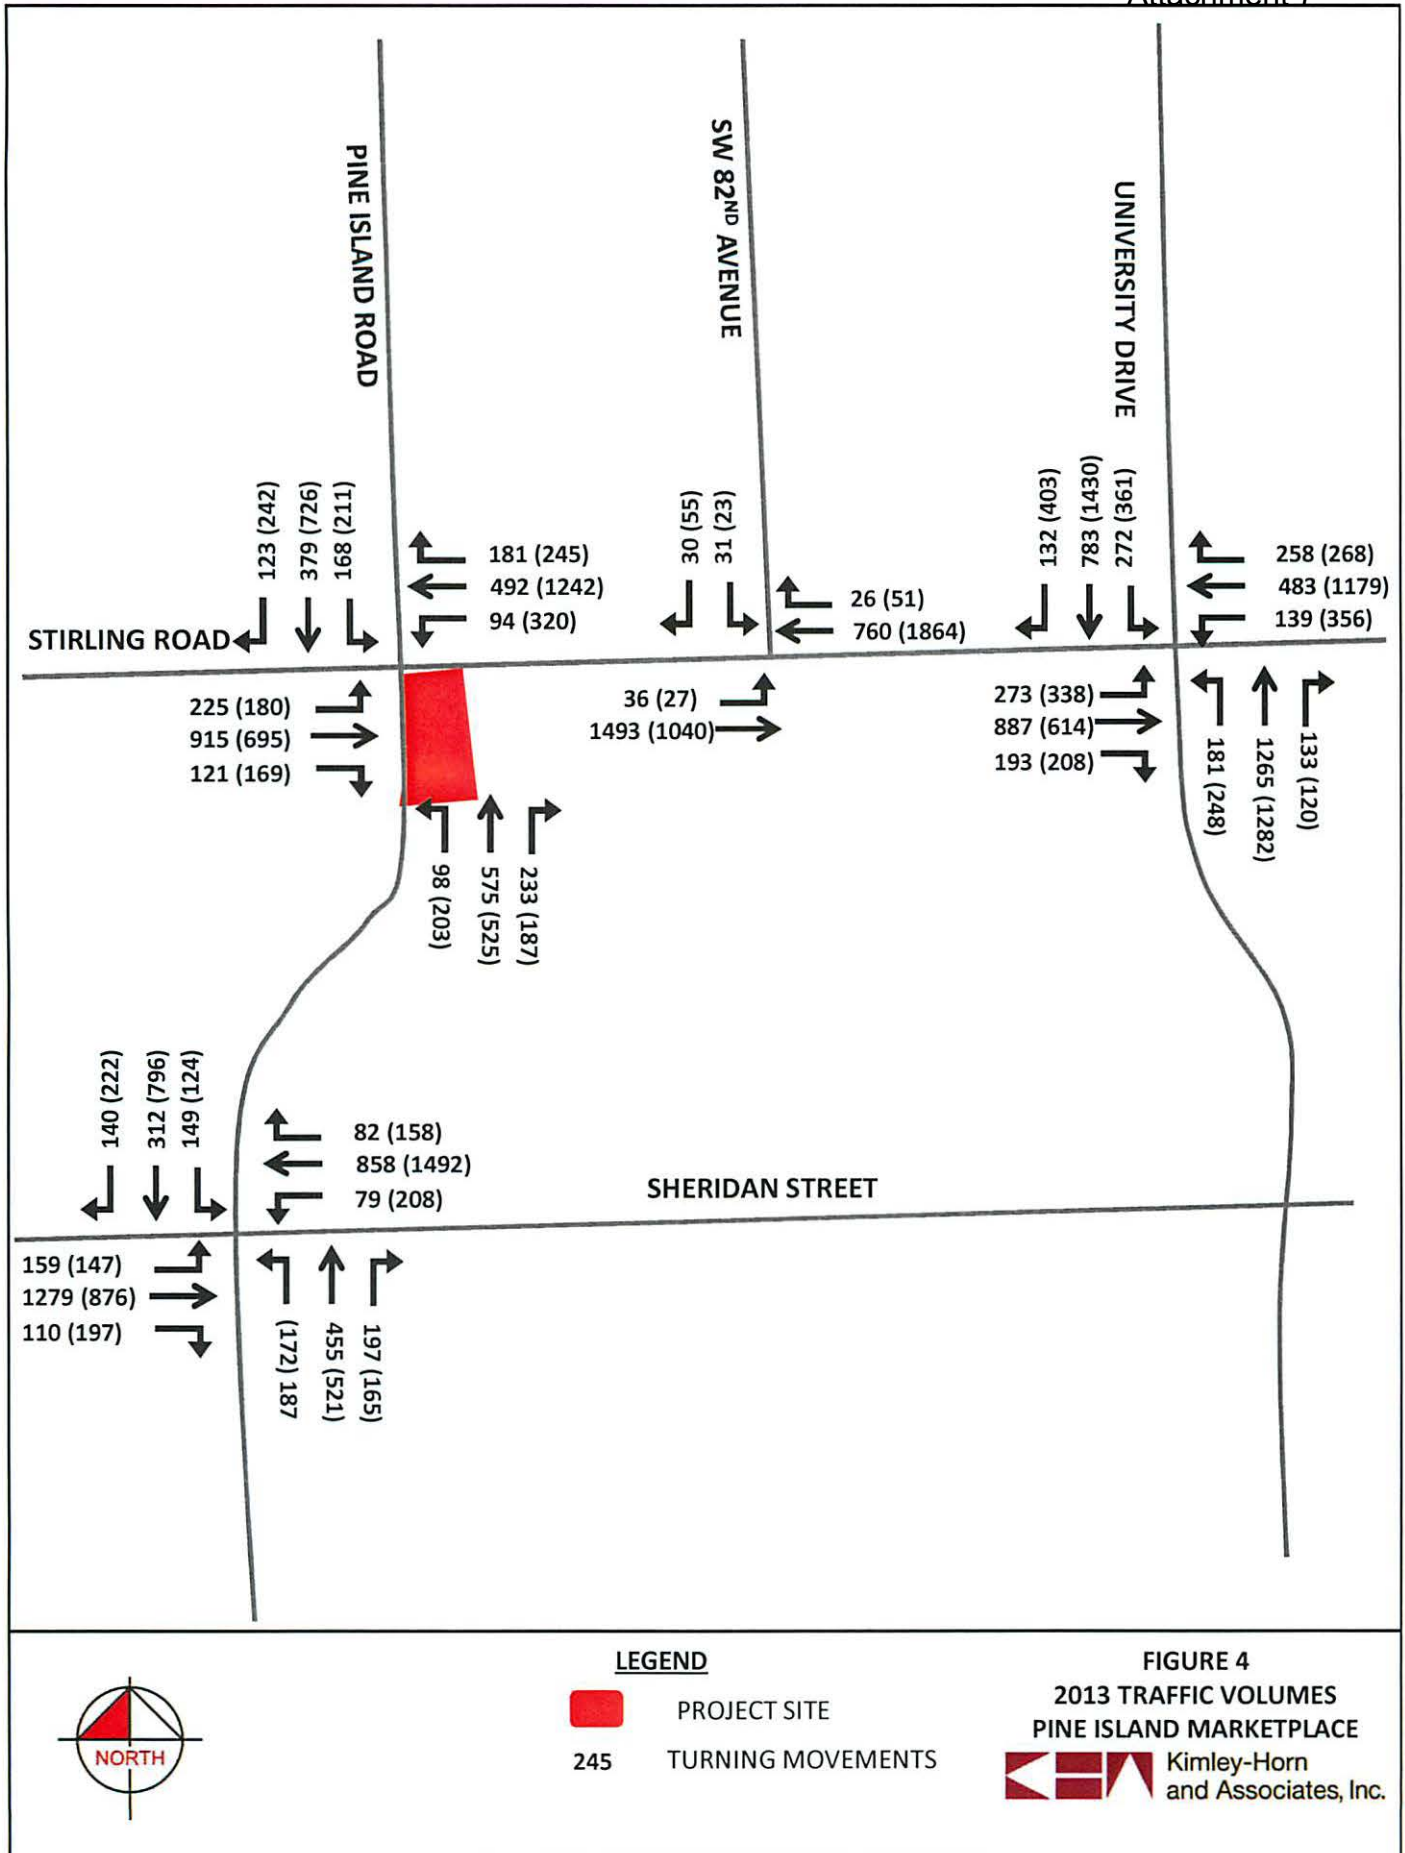 Attachment 7
PINE ISLAND ROAD
SW 82ND AVENUE
UNIVERSITY DRIVE
123 (242)
379 (726)
168 (211)
181 (245)
492 (1242)
94 (320)
30 (55)
31 (23)
26 (51)
760 (1864)
132 (403)
783 (1430)
272 (361)
258 (268)
483 (1179)
139 (356)
STIRLING ROAD
225 (180)
915 (695)
121 (169)
36 (27)
1493 (1040)
273 (338)
887 (614)
193 (208)
181 (248)
1265 (1282)
133 (120)
98 (203)
575 (525)
233 (187)
140 (222)
312 (796)
149 (124)
82 (158)
858 (1492)
79 (208)
SHERIDAN STREET
159 (147)
1279 (876)
110 (197)
(172) 187
455 (521)
197 (165)
NORTH
LEGEND
PROJECT SITE
245 TURNING MOVEMENTS
FIGURE 4
2013 TRAFFIC VOLUMES
PINE ISLAND MARKETPLACE
Kimley-Horn
and Associates, Inc.